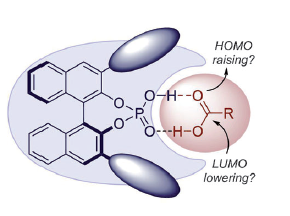 HOMO
raising?
O-H--O
O
P
R
O
O--H-O
LUMO
lowering?